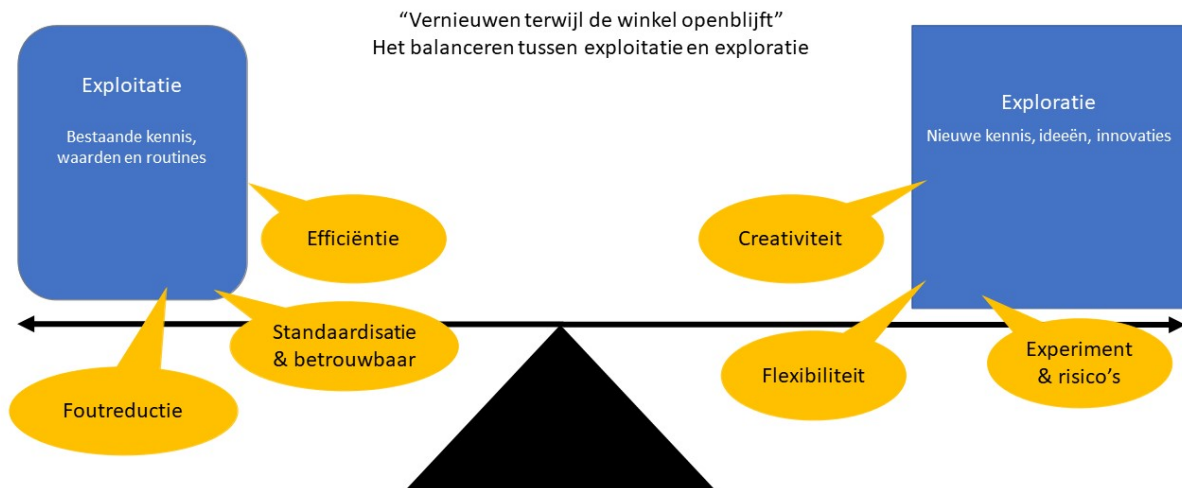 “Vernieuwen terwijl de winkel openblijft”
Het balanceren tussen exploitatie en exploratie
Exploitatie
Bestaande kennis,
waarden en routines
Exploratie
Nieuwe kennis, ideeën, innovaties
Efficiëntie
Creativiteit
Standaardisatie
& betrouwbaar
Foutreductie
Flexibiliteit
Experiment
& risico’s